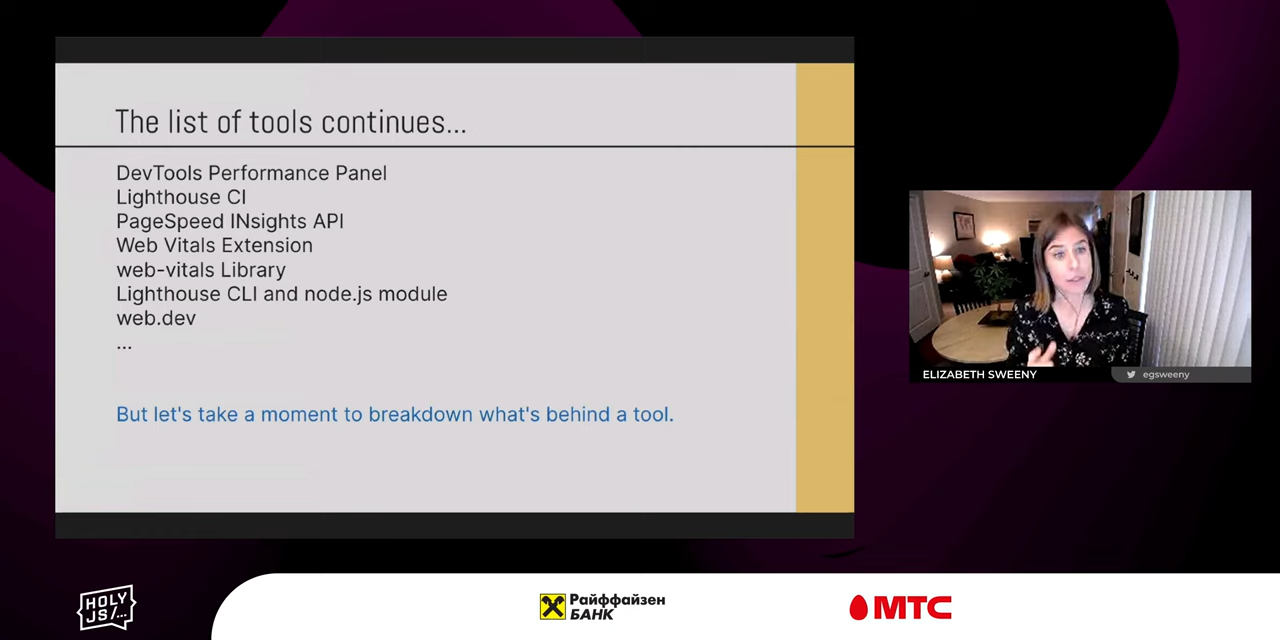 The list of tools continues...
DevTools Performance Panel
Lighthouse CI
PageSpeed INsights API
Web Vitals Extension
web-vitals Library
Lighthouse CLI and node.js module
web.dev
...
But let's take a moment to breakdown what's behind a tool.
ELIZABETH SWEENY
egsweeny
HOLY
JS/...
Райффайзен
БАНК
МТС